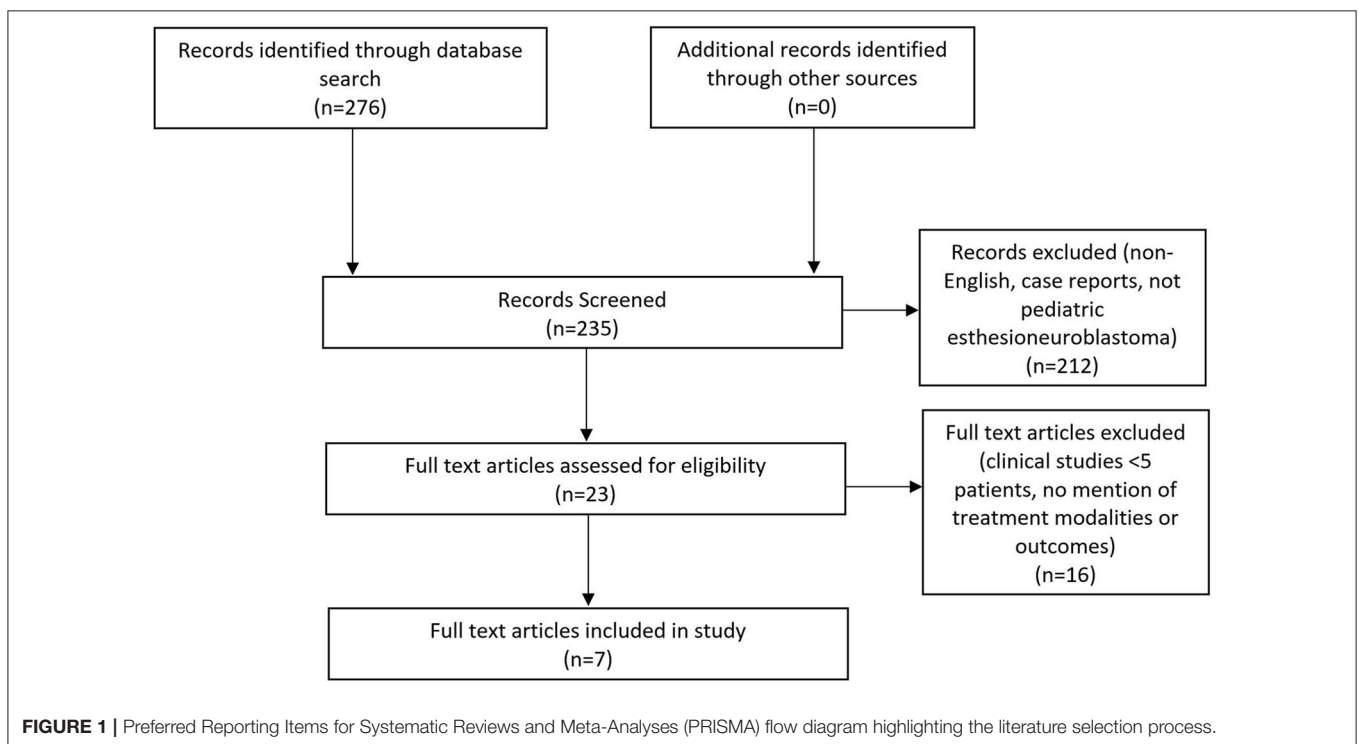 Records identified through database
search
(n=276)
Additional records identified
through other sources
(n=0)
Records Screened
(n=235)
Records excluded (non-
English, case reports, not
pediatric
esthesioneuroblastoma)
(n=212)
Full text articles assessed for eligibility
(n=23)
Full text articles excluded
(clinical studies <5
patients, no mention of
treatment modalities or
outcomes)
(n=16)
Full text articles included in study
(n=7)
FIGURE 1 | Preferred Reporting Items for Systematic Reviews and Meta-Analyses (PRISMA) flow diagram highlighting the literature selection process.